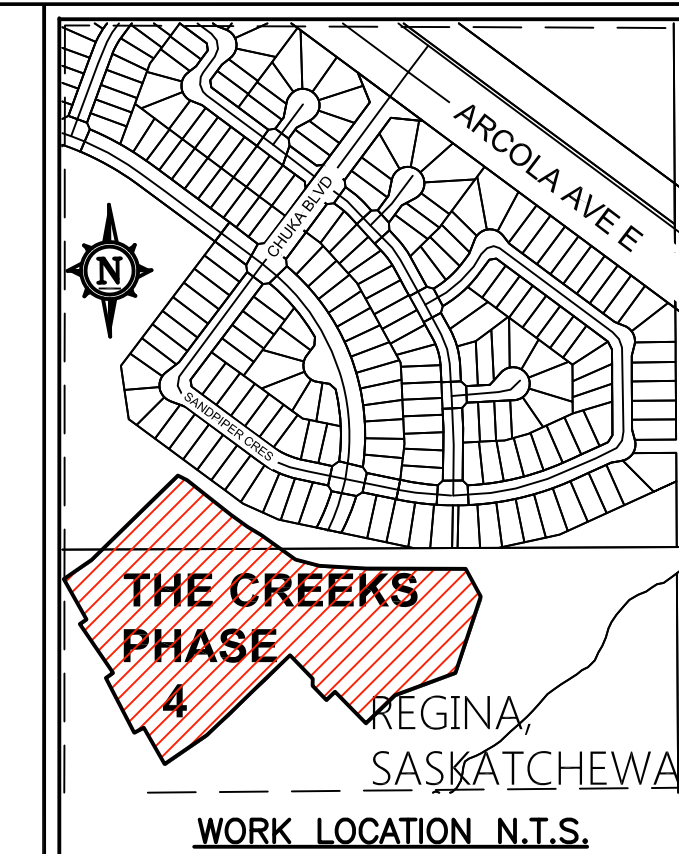 ARCOLA AVE E
CHUKA BLVD
N
SANDPIPER CRES
THE CREEKS
PHASE
4
REGINA,
SASKATCHEWA
WORK LOCATION N.T.S.